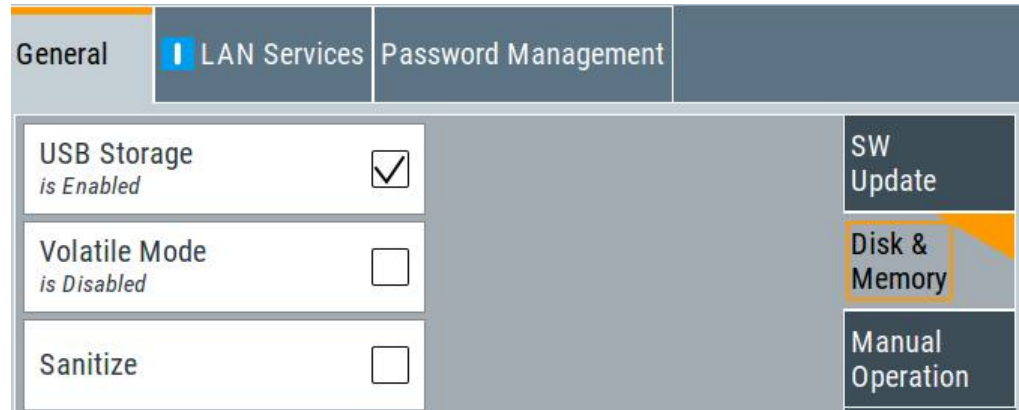 General
LAN Services
Password Management
USB Storage
is Enabled
Volatile Mode
is Disabled
Sanitize
SW
Update
Disk &
Memory
Manual
Operation